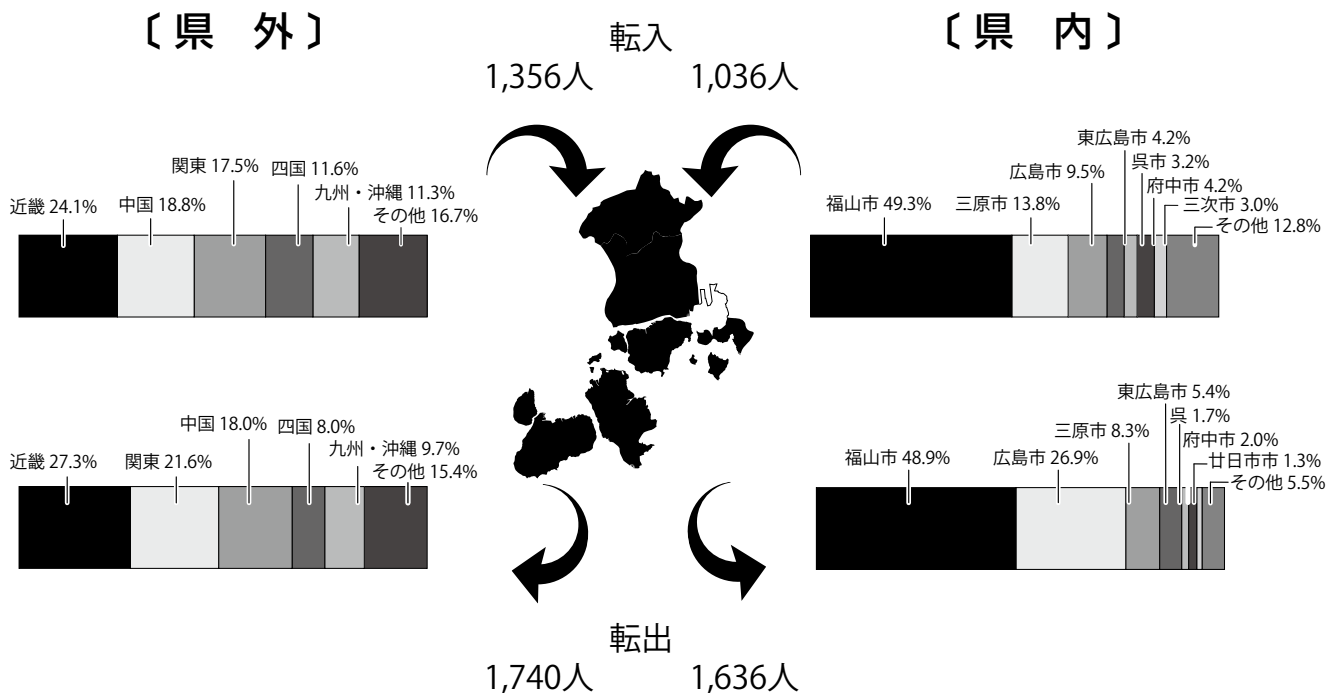 〔 県 外 〕
転入
〔 県 内 〕
1,356人
1,036人
近畿 24.1%
中国 18.8%
関東 17.5%
四国 11.6%
九州・沖縄 11.3%
その他 16.7%
福山市 49.3%
三原市 13.8%
広島市 9.5%
東広島市 4.2%
呉市 3.2%
府中市 4.2%
三次市 3.0%
その他 12.8%
近畿 27.3%
関東 21.6%
中国 18.0%
四国 8.0%
九州・沖縄 9.7%
その他 15.4%
福山市 48.9%
広島市 26.9%
三原市 8.3%
東広島市 5.4%
呉 1.7%
府中市 2.0%
廿日市市 1.3%
その他 5.5%
転出
1,740人
1,636人